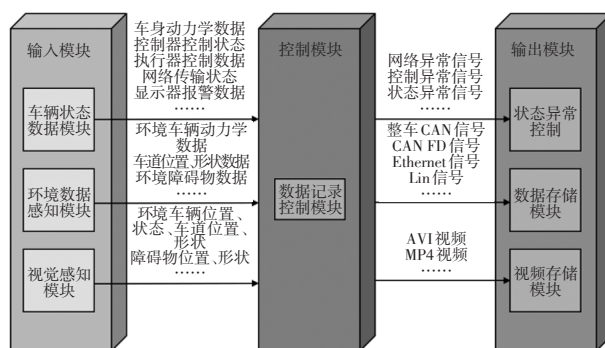 输入模块
车辆状态
数据模块
环境数据
感知模块
视觉感知
模块
车身动力学数据
控制器控制状态
执行器控制数据
网络传输状态
显示器报警数据
……
环境车辆动力学
数据
车道位置、形状数据
环境障碍物数据
……
环境车辆位置、
状态、车道位置、
形状
障碍物位置、形状
……
控制模块
数据记录
控制模块
网络异常信号
控制异常信号
状态异常信号
……
整车CAN信号
CAN FD信号
Ethernet信号
Lin信号
……
AVI视频
MP4视频
……
输出模块
状态异常
控制
数据存储
模块
视频存储
模块